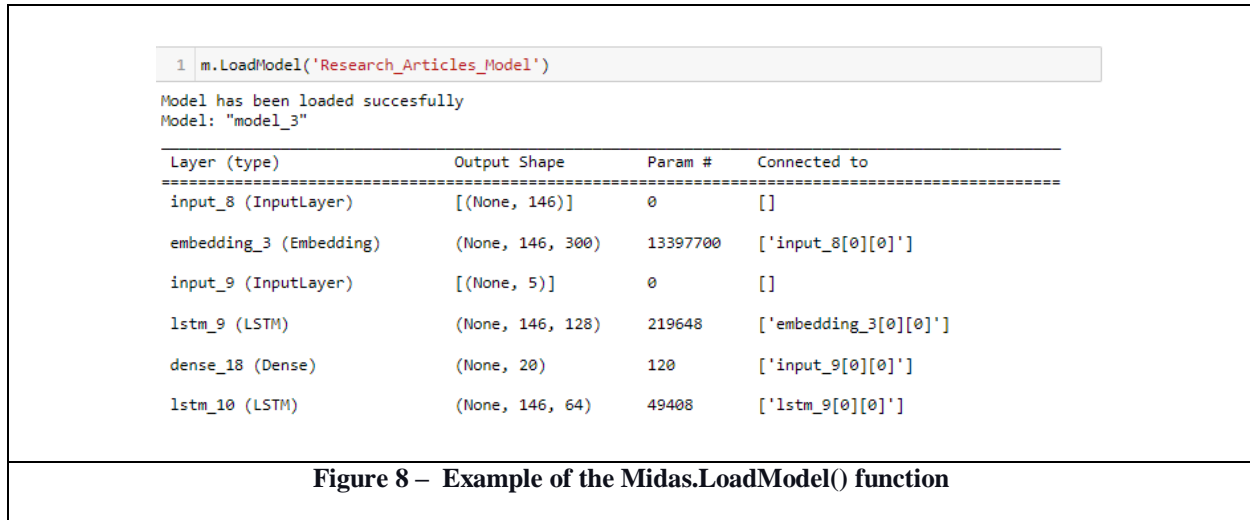 1 m.LoadModel('Research_Articles_Model')
Model has been loaded succesfully
Model: "model_3"
Layer (type) Output Shape Param # Connected to
input_8 (InputLayer) [(None, 146)] 0 []
embedding_3 (Embedding) (None, 146, 300) 13397700 ['input_8[0][0]']
input_9 (InputLayer) [(None, 5)] 0 []
lstm_9 (LSTM) (None, 146, 128) 219648 ['embedding_3[0][0]']
dense_18 (Dense) (None, 20) 120 ['input_9[0][0]']
lstm_10 (LSTM) (None, 146, 64) 49408 ['lstm_9[0][0]']
Figure 8 – Example of the Midas.LoadModel() function